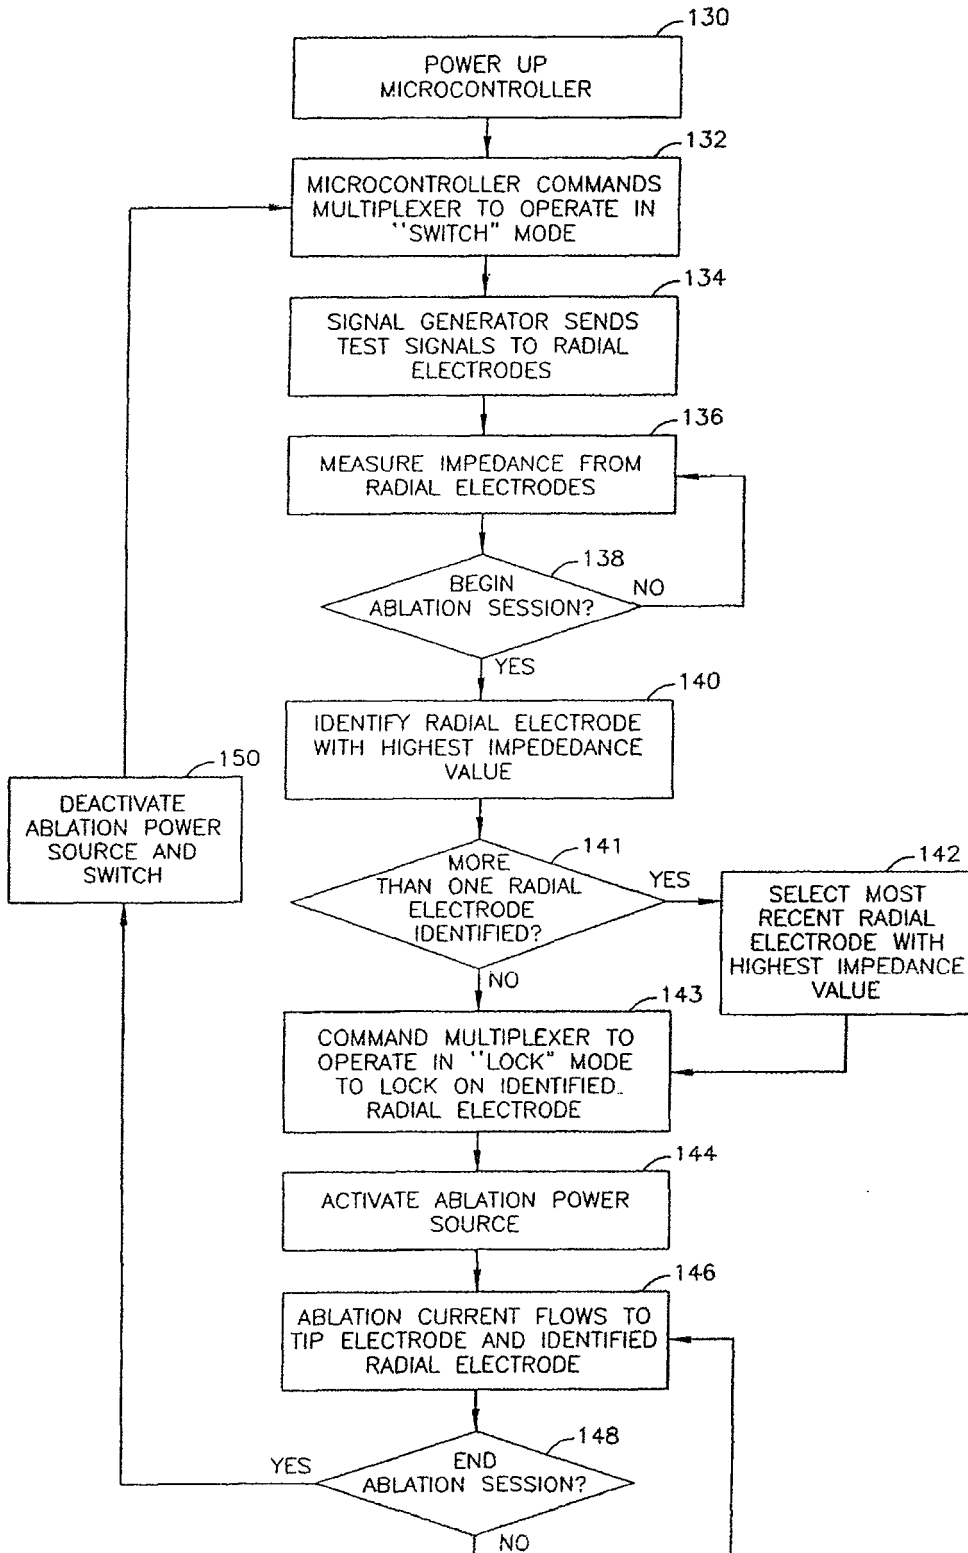 130
POWER UP
MICROCONTROLLER
132
MICROCONTROLLER COMMANDS
MULTIPLEXER TO OPERATE IN
''SWITCH" MODE
134
SIGNAL GENERATOR SENDS
TEST SIGNALS TO RADIAL
ELECTRODES
136
MEASURE IMPEDANCE FROM
RADIAL ELECTRODES
138
BEGIN
ABLATION SESSION?
NO
YES
140
IDENTIFY RADIAL ELECTRODE
WITH HIGHEST IMPEDEDANCE
VALUE
150
DEACTIVATE
ABLATION POWER
SOURCE AND
SWITCH
141
MORE
THAN ONE RADIAL
ELECTRODE
IDENTIFIED?
YES
NO
142
SELECT MOST
RECENT RADIAL
ELECTRODE WITH
HIGHEST IMPEDANCE
VALUE
143
COMMAND MULTIPLEXER TO
OPERATE IN ''LOCK" MODE
TO LOCK ON IDENTIFIED
RADIAL ELECTRODE
144
ACTIVATE ABLATION POWER
SOURCE
146
ABLATION CURRENT FLOWS TO
TIP ELECTRODE AND IDENTIFIED
RADIAL ELECTRODE
148
END
ABLATION SESSION?
YES
NO